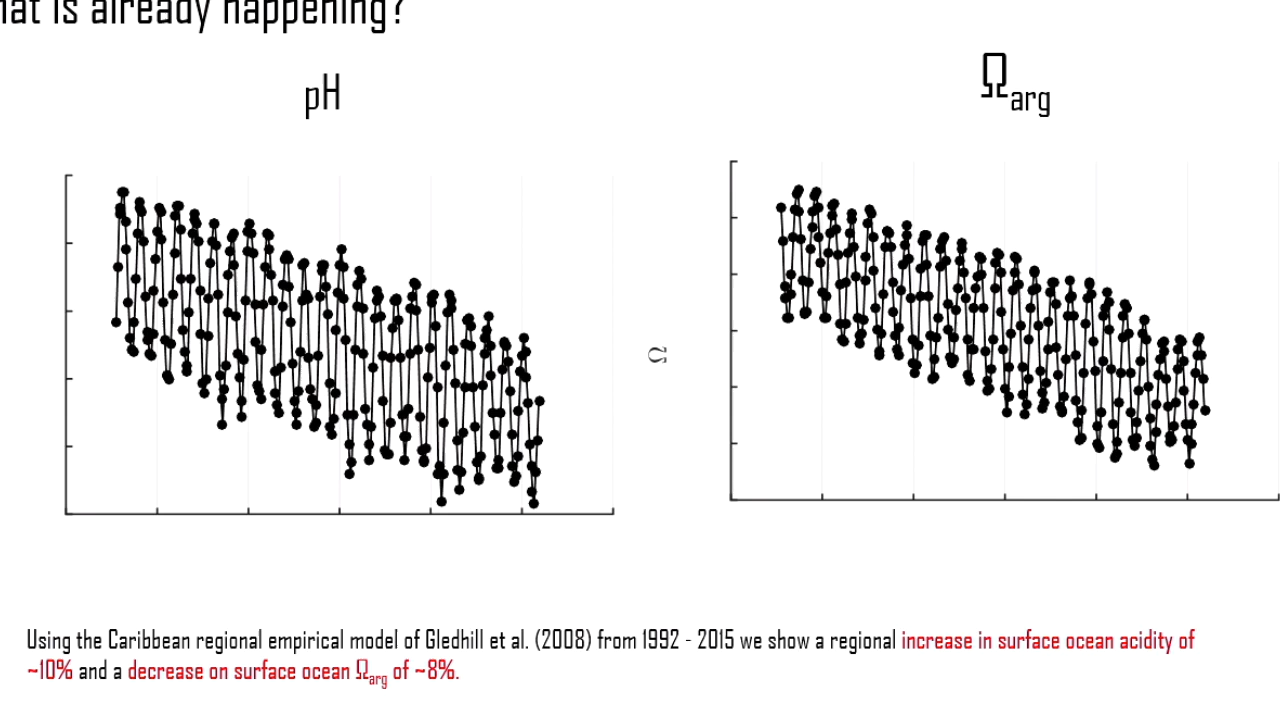 hat is already happening?
pH
Ωarg
Ω
Using the Caribbean regional empirical model of Gledhill et al. (2008) from 1992 - 2015 we show a regional increase in surface ocean acidity of
~10% and a decrease on surface ocean Ωarg of ~8%.